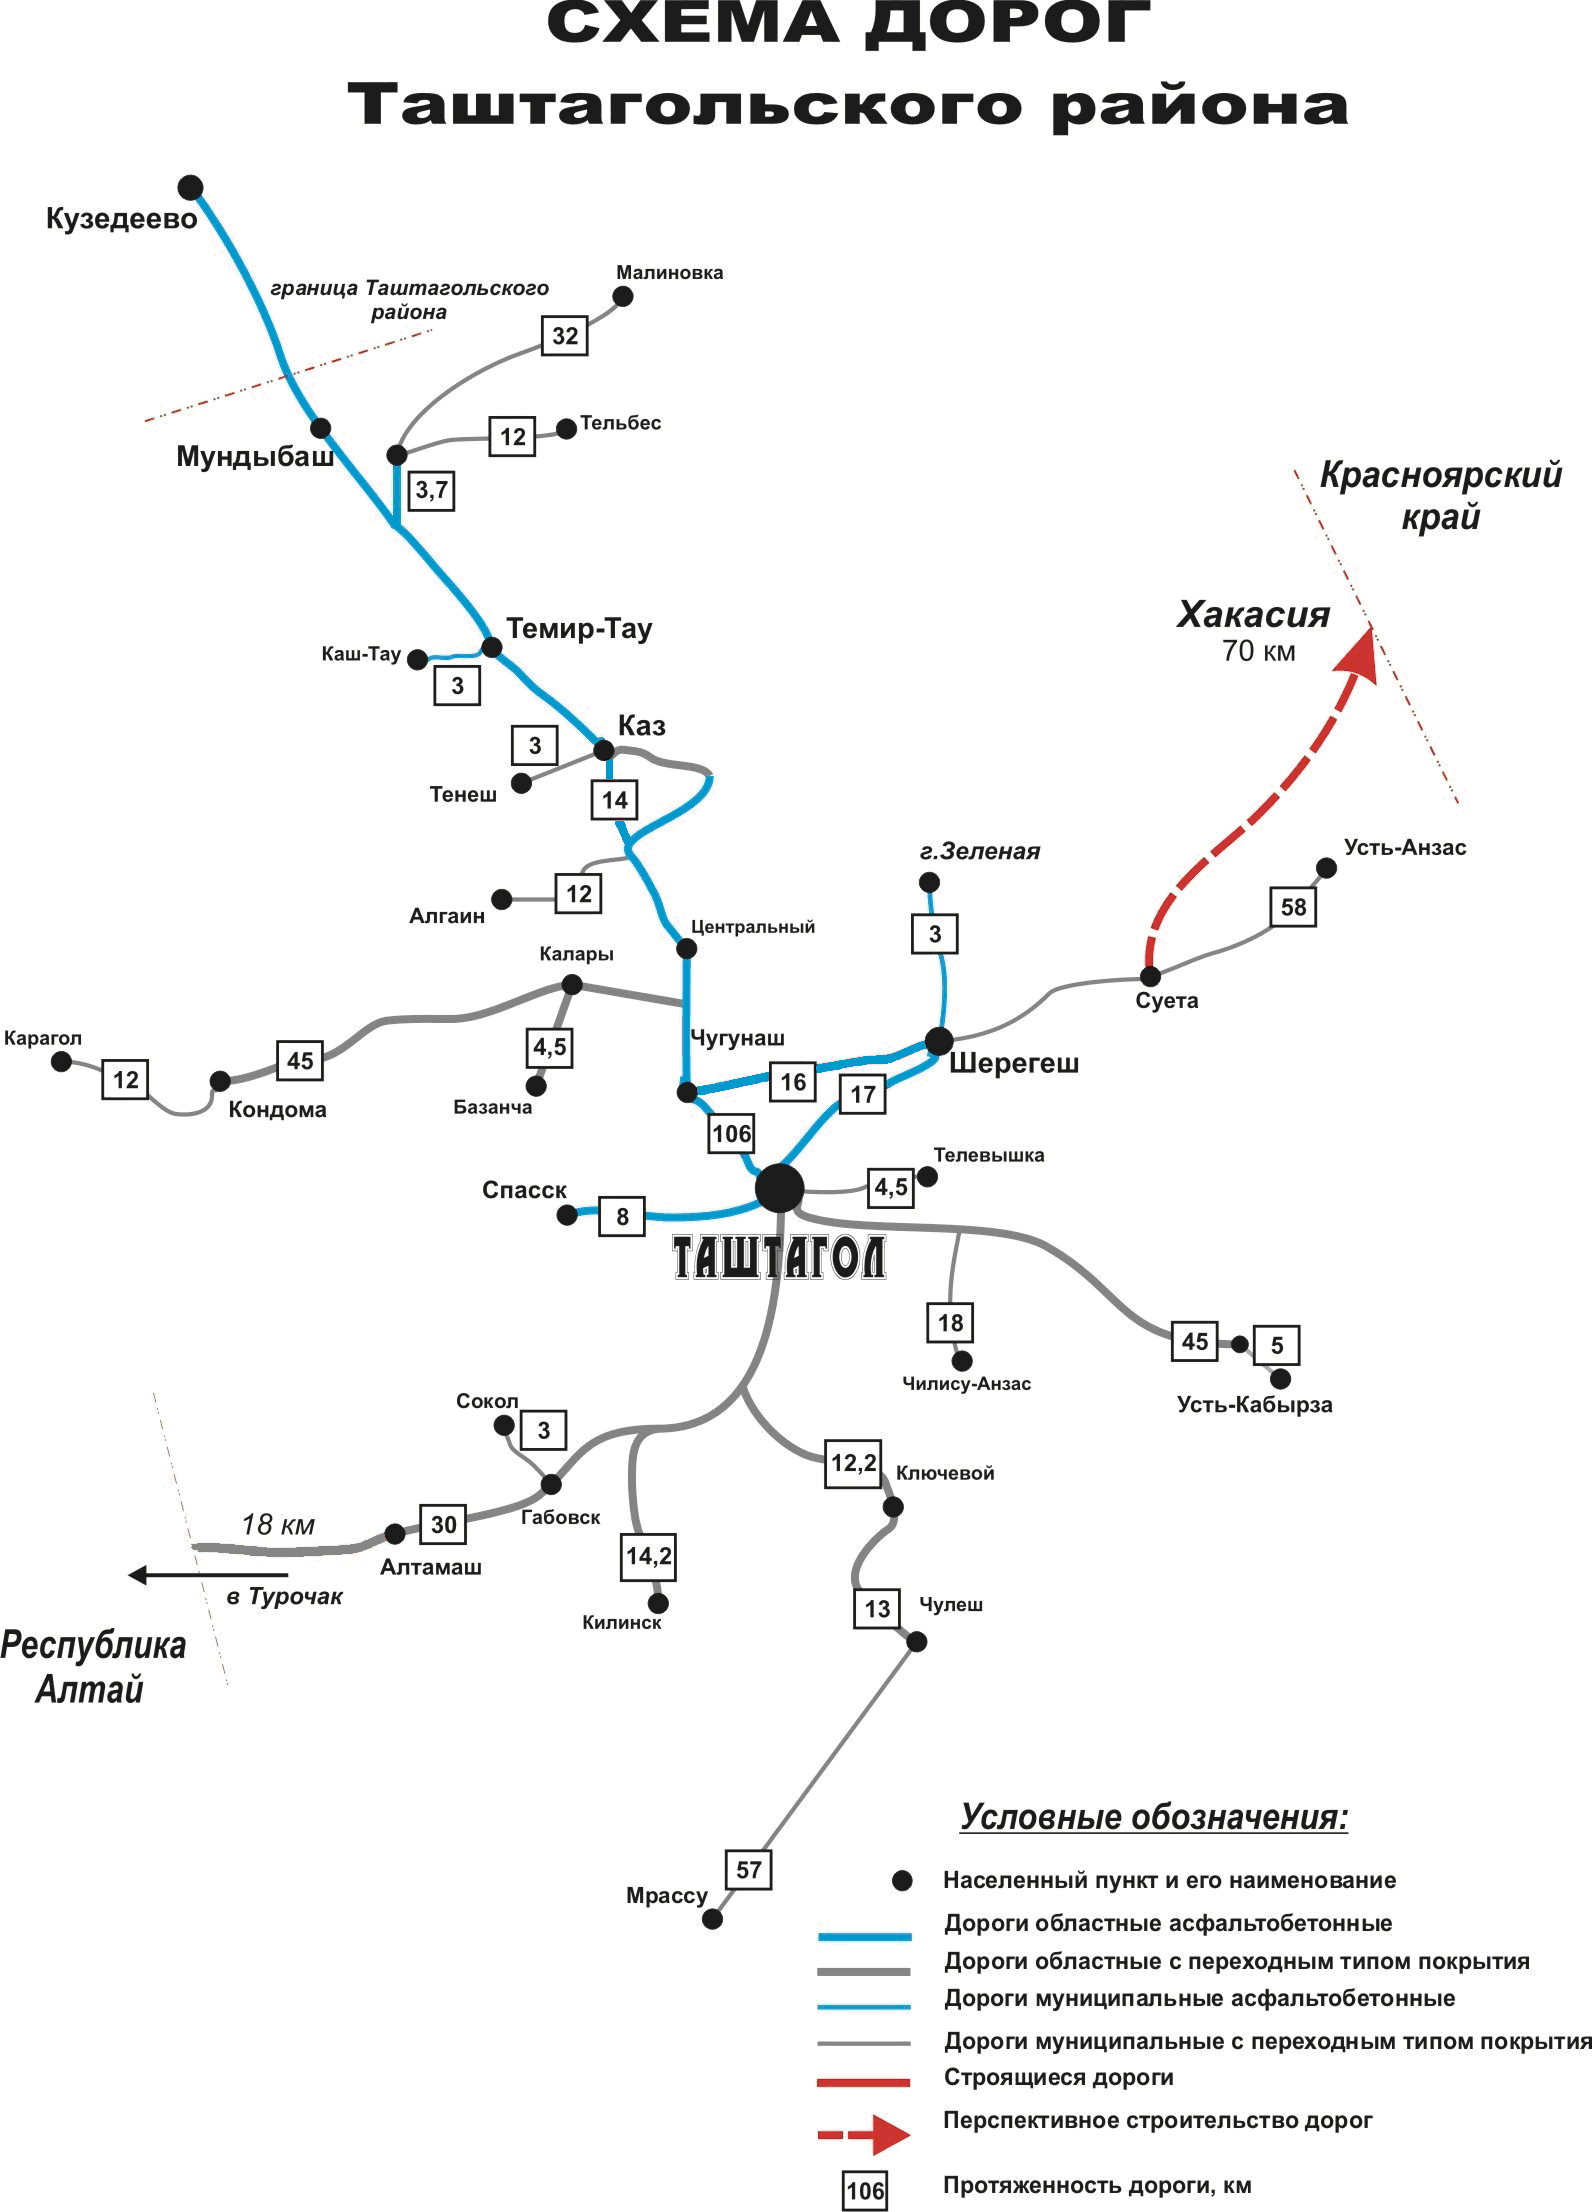 СХЕМА ДОРОГ
Таштагольского района
Кузедеево
граница Таштагольского
района
Малиновка
32
Тельбес
12
Мундыбаш
3,7
Красноярский
край
Хакасия
70 км
Темир-Тау
Каш-Тау
3
Каз
3
Тенеш
14
г.Зеленая
Усть-Анзас
58
3
12
Алгаин
Центральный
Калары
Суета
Карагол
Чугунаш
4,5
45
12
Шерегеш
16
17
Базанча
Кондома
106
Телевышка
4,5
Спасск
8
ТАШТАГОЛ
18
45
5
Чилису-Анзас
Усть-Кабырза
Сокол
3
12,2
Ключевой
Габовск
18 км
30
14,2
Алтамаш
в Турочак
13
Чулеш
Килинск
Республика
Алтай
Условные обозначения:
57
Мрассу
Населенный пункт и его наименование
Дороги областные асфальтобетонные
Дороги областные с переходным типом покрытия
Дороги муниципальные асфальтобетонные
Дороги муниципальные с переходным типом покрытия
Строящиеся дороги
Перспективное строительство дорог
106
Протяженность дороги, км